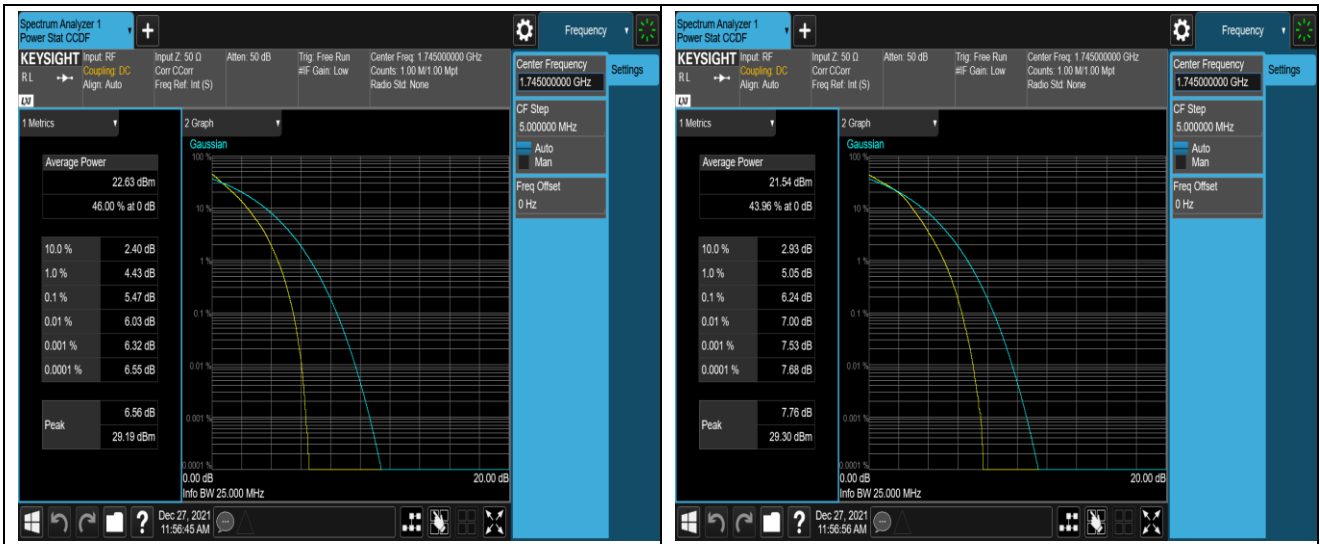 Spectrum Analyzer 1
Power Stat CCDF
+
Frequency
KEYSIGHT
RL
LXI
Input: RF
Coupling: DC
Align: Auto
Input Z: 50 Ω
Corr CCorr
Freq Ref: Int (S)
Atten: 50 dB
Trig: Free Run
#IF Gain: Low
Center Freq: 1.745000000 GHz
Counts: 1.00 M/1.00 Mpt
Radio Std: None
Center Frequency
1.745000000 GHz
Settings
CF Step
5.000000 MHz
Auto
Man
Freq Offset
0 Hz
1 Metrics
Average Power
22.63 dBm
46.00 % at 0 dB
10.0 % 2.40 dB
1.0 % 4.43 dB
0.1 % 5.47 dB
0.01 % 6.03 dB
0.001 % 6.32 dB
0.0001 % 6.55 dB
Peak
6.56 dB
29.19 dBm
2 Graph
Gaussian
100 %
10 %
1 %
0.1 %
0.01 %
0.001 %
0.0001 %
0.00 dB 20.00 dB
Info BW 25.000 MHz
?
Dec 27, 2021
11:56:45 AM
Spectrum Analyzer 1
Power Stat CCDF
+
Frequency
KEYSIGHT
RL
LXI
Input: RF
Coupling: DC
Align: Auto
Input Z: 50 Ω
Corr CCorr
Freq Ref: Int (S)
Atten: 50 dB
Trig: Free Run
#IF Gain: Low
Center Freq: 1.745000000 GHz
Counts: 1.00 M/1.00 Mpt
Radio Std: None
Center Frequency
1.745000000 GHz
Settings
CF Step
5.000000 MHz
Auto
Man
Freq Offset
0 Hz
1 Metrics
Average Power
21.54 dBm
43.96 % at 0 dB
10.0 % 2.93 dB
1.0 % 5.05 dB
0.1 % 6.24 dB
0.01 % 7.00 dB
0.001 % 7.53 dB
0.0001 % 7.68 dB
Peak
7.76 dB
29.30 dBm
2 Graph
Gaussian
100 %
10 %
1 %
0.1 %
0.01 %
0.001 %
0.0001 %
0.00 dB 20.00 dB
Info BW 25.000 MHz
?
Dec 27, 2021
11:56:56 AM